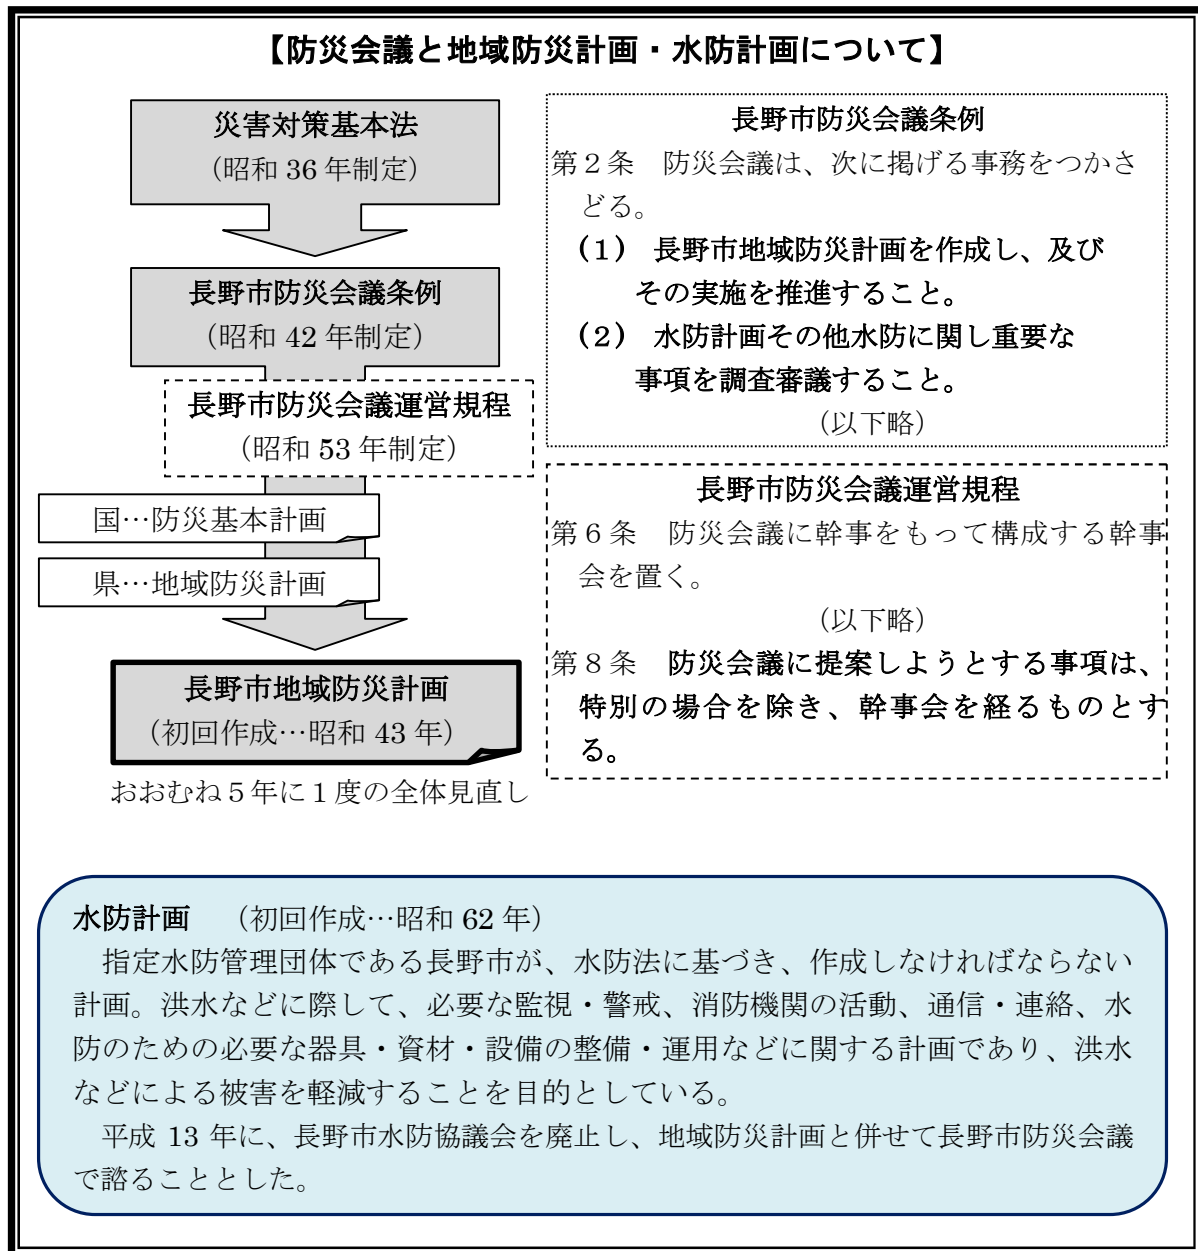 【防災会議と地域防災計画・水防計画について】
災害対策基本法
（昭和 36 年制定）
長野市防災会議条例
（昭和 42 年制定）
長野市防災会議運営規程
（昭和 53 年制定）
国…防災基本計画
県…地域防災計画
長野市地域防災計画
（初回作成…昭和 43 年）
おおむね５年に１度の全体見直し
長野市防災会議条例
第２条　防災会議は、次に掲げる事務をつかさ
どる。
(１)　長野市地域防災計画を作成し、及び
その実施を推進すること。
(２)　水防計画その他水防に関し重要な
事項を調査審議すること。
（以下略）
長野市防災会議運営規程
第６条　防災会議に幹事をもって構成する幹事
会を置く。
（以下略）
第８条　防災会議に提案しようとする事項は、
特別の場合を除き、幹事会を経るものとす
る。
水防計画　（初回作成…昭和 62 年）
指定水防管理団体である長野市が、水防法に基づき、作成しなければならない
計画。洪水などに際して、必要な監視・警戒、消防機関の活動、通信・連絡、水
防のための必要な器具・資材・設備の整備・運用などに関する計画であり、洪水
などによる被害を軽減することを目的としている。
平成 13 年に、長野市水防協議会を廃止し、地域防災計画と併せて長野市防災会議
で諮ることとした。